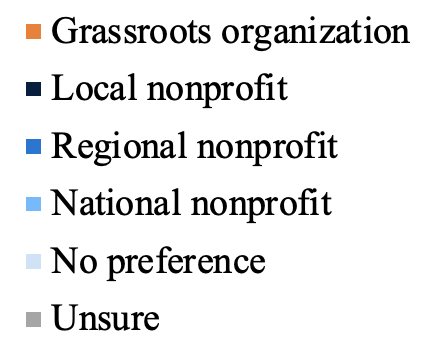 Grassroots organization
Local nonprofit
Regional nonprofit
National nonprofit
No preference
Unsure